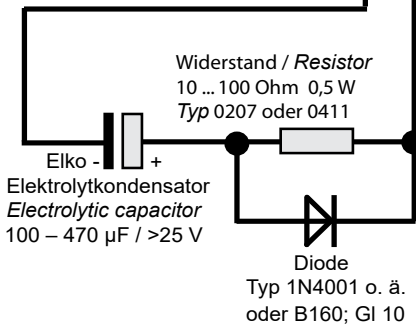 Widerstand / Resistor
10 ... 100 Ohm 0,5 W
Typ 0207 oder 0411
Elko - +
Elektrolytkondensator
Electrolytic capacitor
100 – 470 µF / >25 V
Diode
Typ 1N4001 o. ä.
oder B160; Gl 10